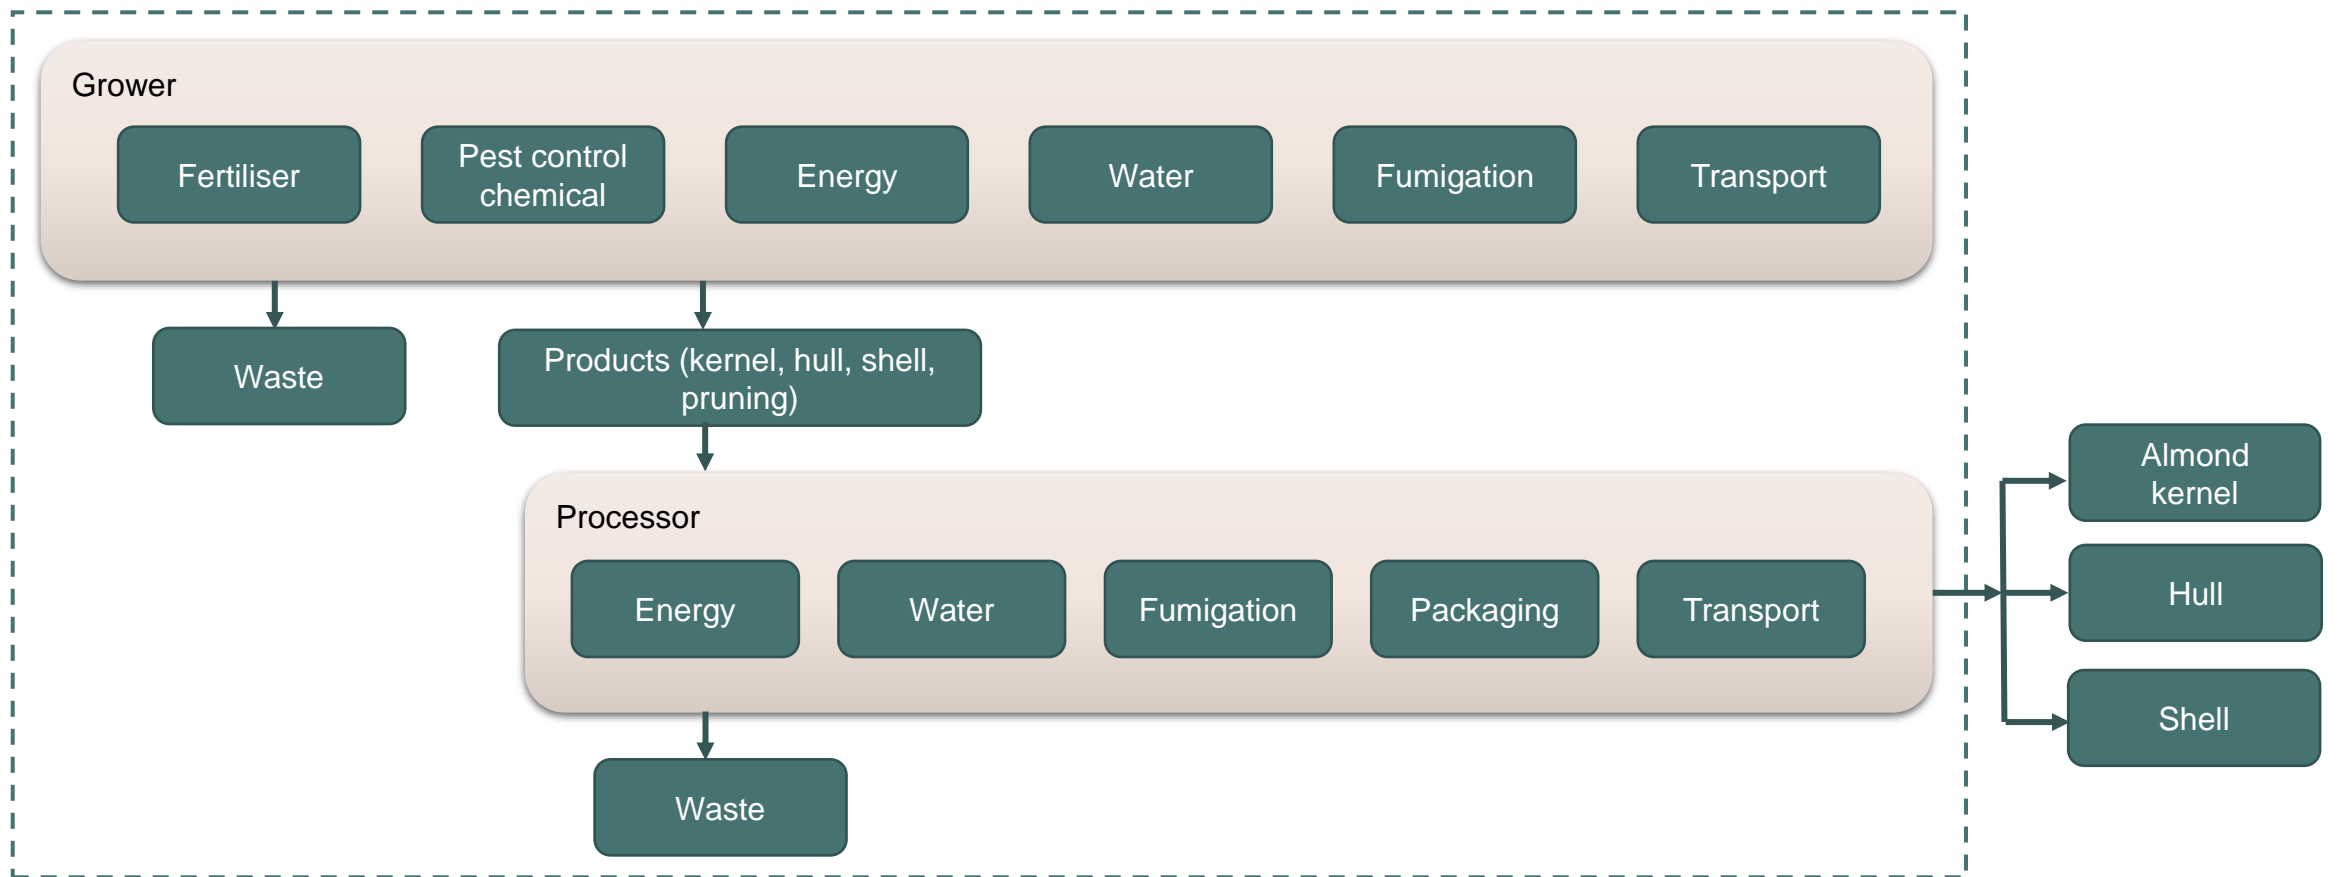 Grower
Fertiliser
Pest control
chemical
Energy
Water
Fumigation
Transport
Waste
Products (kernel, hull, shell,
pruning)
Processor
Energy
Water
Fumigation
Packaging
Transport
Waste
Almond
kernel
Hull
Shell